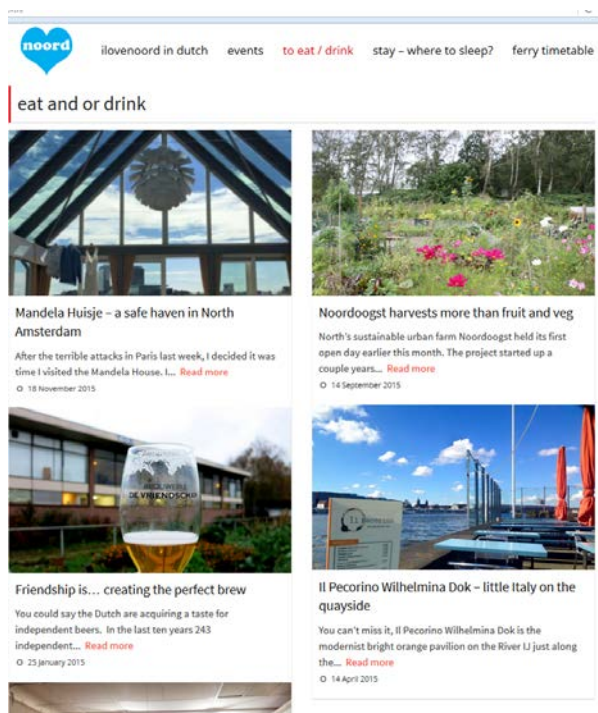 noord
ilovenoord in dutch events to eat / drink stay – where to sleep? ferry timetable
eat and or drink
Mandela Huisje – a safe haven in North
Amsterdam
After the terrible attacks in Paris last week, I decided it was
time I visited the Mandela House. I... Read more
18 November 2015
BROUWERIJ
DE VRIENDSCHAP
Friendship is... creating the perfect brew
You could say the Dutch are acquiring a taste for
independent beers. In the last ten years 243
independent... Read more
25 January 2015
Noordoogst harvests more than fruit and veg
North's sustainable urban farm Noordoogst held its first
open day earlier this month. The project started up a
couple years... Read more
14 September 2015
Il Pecorino Wilhelmina Dok – little Italy on the
quayside
You can't miss it, Il Pecorino Wilhelmina Dok is the
modernist bright orange pavilion on the River IJ just along
the... Read more
14 April 2015